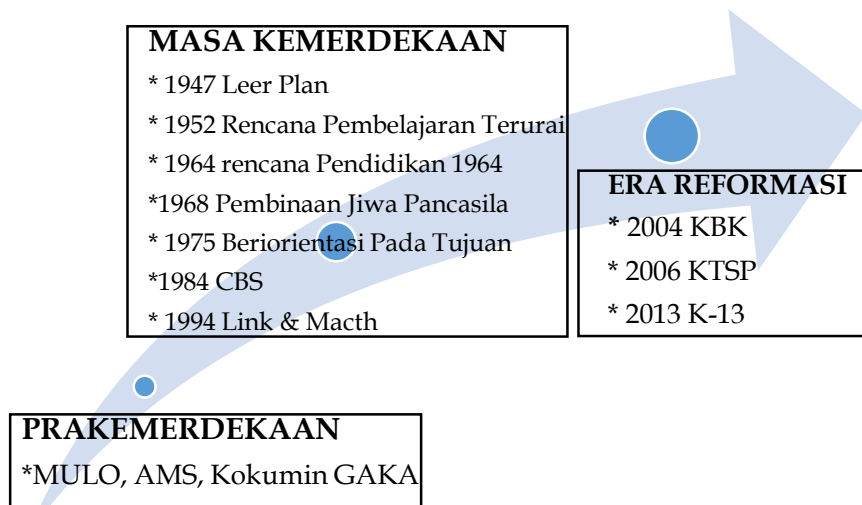 MASA KEMERDEKAAN
* 1947 Leer Plan
* 1952 Rencana Pembelajaran Terurai
* 1964 rencana Pendidikan 1964
*1968 Pembinaan Jiwa Pancasila
* 1975 Beriorientasi Pada Tujuan
*1984 CBS
* 1994 Link & Macth
ERA REFORMASI
* 2004 KBK
* 2006 KTSP
* 2013 K-13
PRAKEMERDEKAAN
*MULO, AMS, Kokumin GAKA